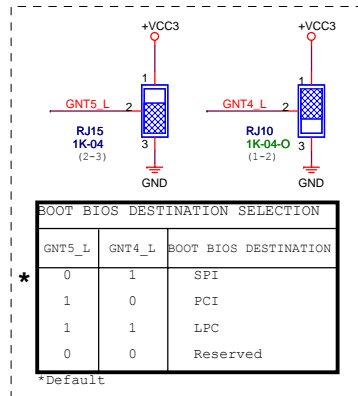 +VCC3 +VCC3
1 1
GNT5_L 2 GNT4_L 2
RJ15 RJ10
1K-04 3 1K-04-O 3
(2-3) (1-2)
GND GND
BOOT BIOS DESTINATION SELECTION
GNT5_L GNT4_L BOOT BIOS DESTINATION
* 0 1 SPI
1 0 PCI
1 1 LPC
0 0 Reserved
*Default